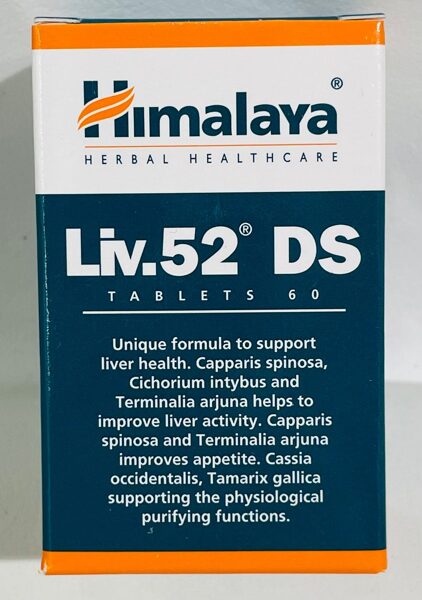 Himalaya®
HERBAL HEALTHCARE
Liv.52® DS
TABLETS 60
Unique formula to support
liver health. Capparis spinosa,
Cichorium intybus and
Terminalia arjuna helps to
improve liver activity. Capparis
spinosa and Terminalia arjuna
improves appetite. Cassia
occidentalis, Tamarix gallica
supporting the physiological
purifying functions.